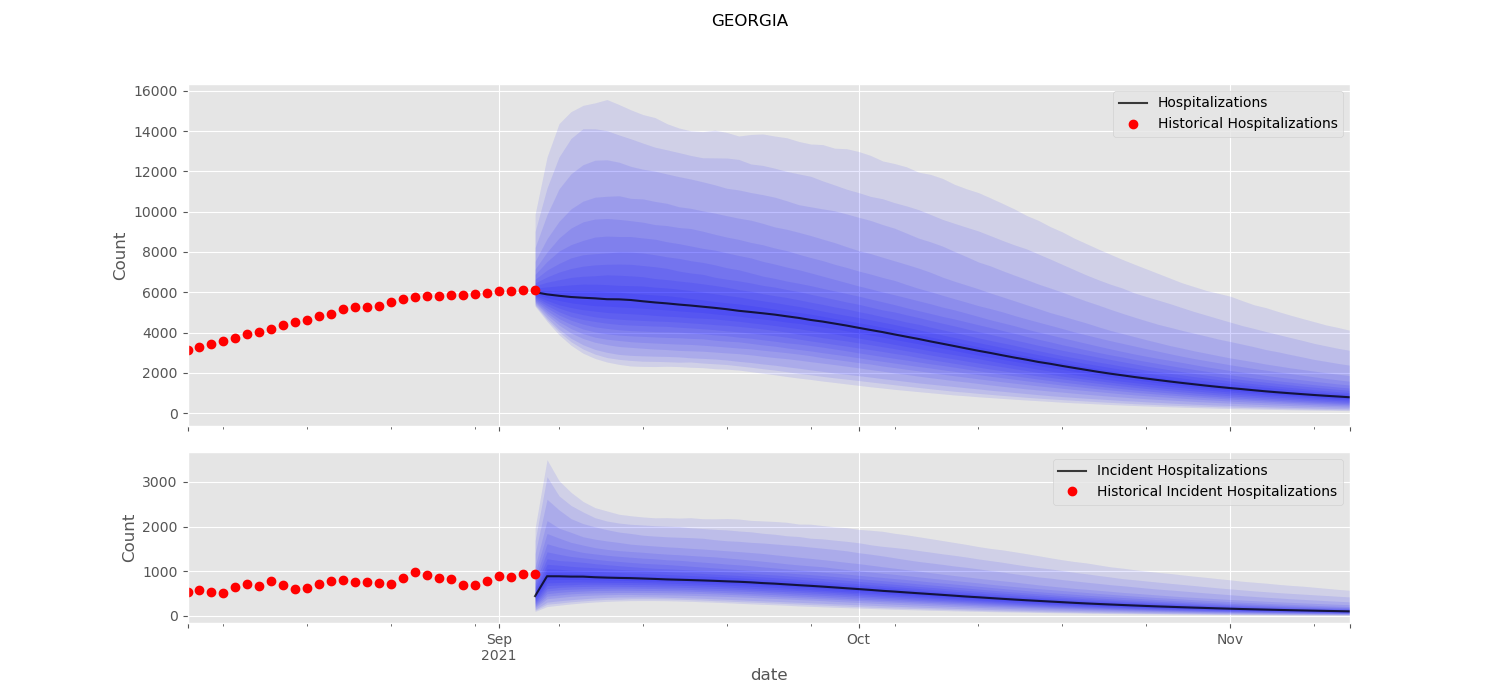 GEORGIA
16000
14000
12000
10000
8000
6000
4000
2000
0
Count
Hospitalizations
Historical Hospitalizations
3000
2000
1000
0
Count
Incident Hospitalizations
Historical Incident Hospitalizations
Sep
2021
Oct
Nov
date